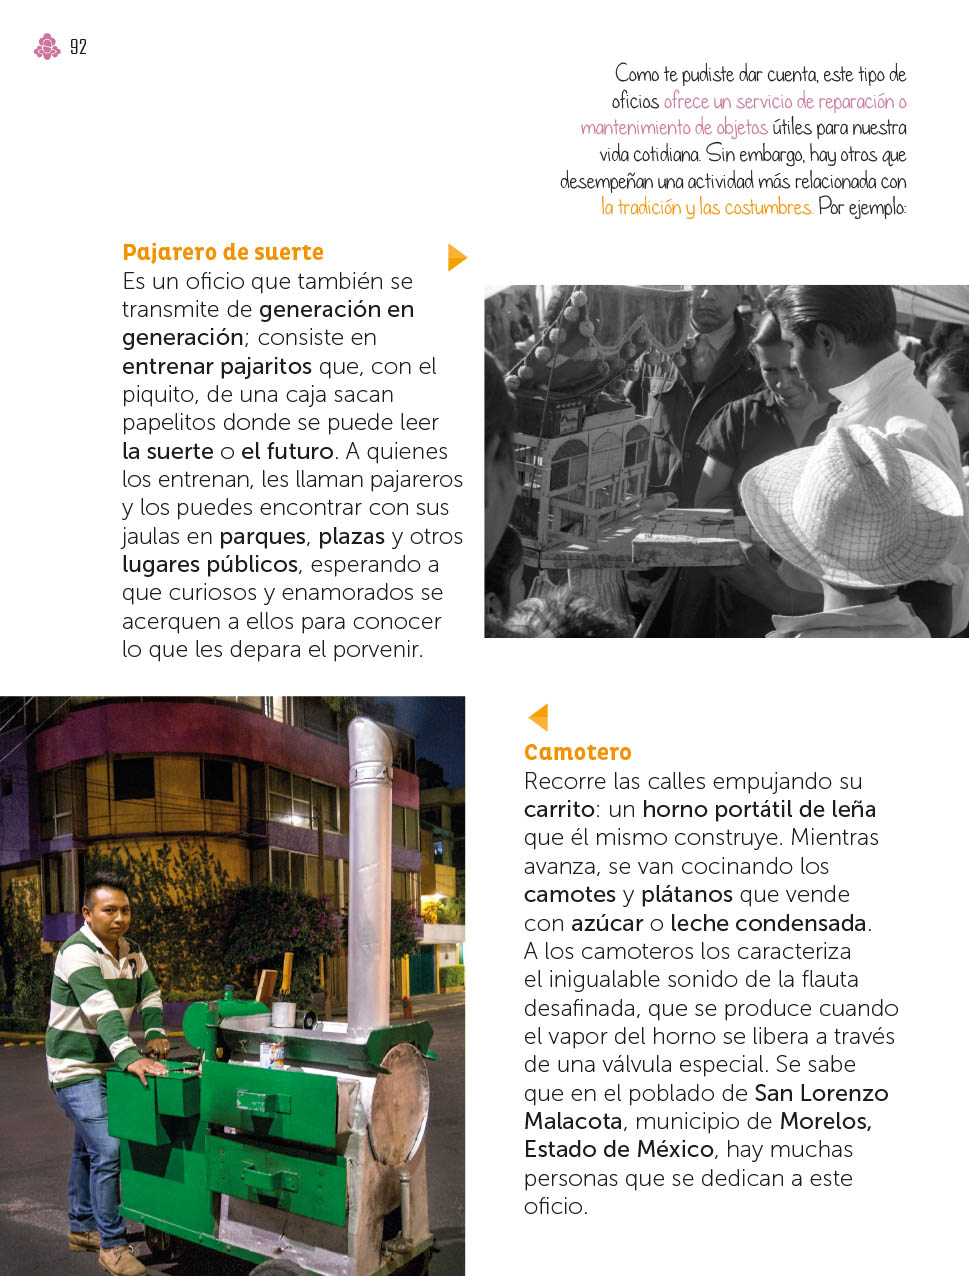 92
Como te pudiste dar cuenta, este tipo de
oficios ofrece un servicio de reparación o
mantenimiento de objetos útiles para nuestra
vida cotidiana. Sin embargo, hay otros que
desempeñan una actividad más relacionada con
la tradición y las costumbres. Por ejemplo:
Pajarero de suerte
Es un oficio que también se
transmite de generación en
generación; consiste en
entrenar pajaritos que, con el
piquito, de una caja sacan
papelitos donde se puede leer
la suerte o el futuro. A quienes
los entrenan, les llaman pajareros
y los puedes encontrar con sus
jaulas en parques, plazas y otros
lugares públicos, esperando a
que curiosos y enamorados se
acerquen a ellos para conocer
lo que les depara el porvenir.
Camotero
Recorre las calles empujando su
carrito: un horno portátil de leña
que él mismo construye. Mientras
avanza, se van cocinando los
camotes y plátanos que vende
con azúcar o leche condensada.
A los camoteros los caracteriza
el inigualable sonido de la flauta
desafinada, que se produce cuando
el vapor del horno se libera a través
de una válvula especial. Se sabe
que en el poblado de San Lorenzo
Malacota, municipio de Morelos,
Estado de México, hay muchas
personas que se dedican a este
oficio.